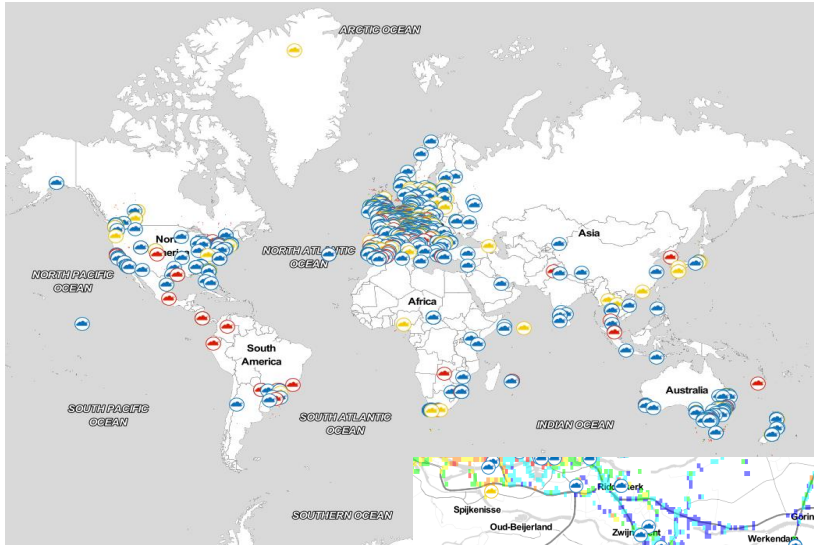 ARCTIC OCEAN
Asia
NORTH ATLANTIC
OCEAN
NORTH PACIFIC
OCEAN
Africa
South
America
Australia
SOUTH PACIFIC
OCEAN
SOUTH ATLANTIC
OCEAN
INDIAN OCEAN
SOUTHERN OCEAN
Spijkenisse
Oud-Beijerland
Werkendam